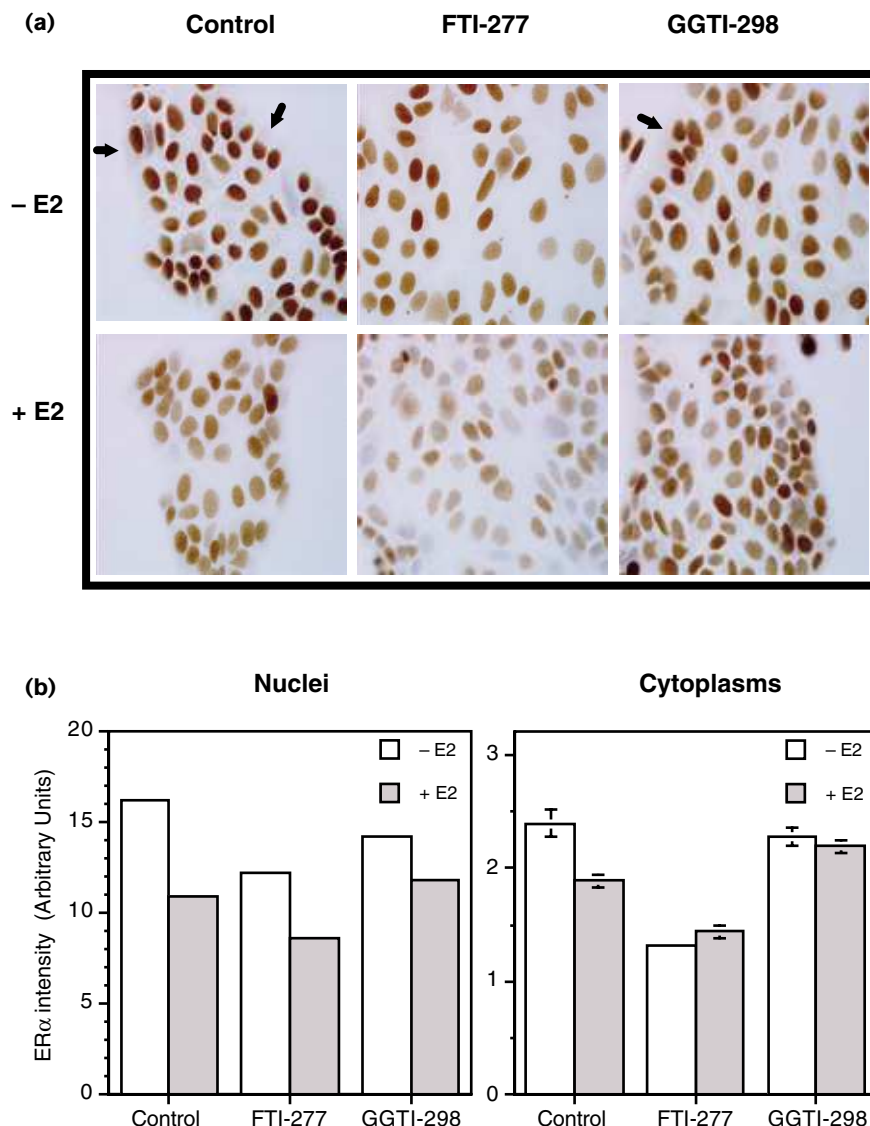 (a) Control FTI-277 GGTI-298
– E2
+ E2
(b) Nuclei Cytoplasms
ERα intensity (Arbitrary Units)
20
15
10
5
0
– E2
+ E2
Control FTI-277 GGTI-298
3
2
1
0
– E2
+ E2
Control FTI-277 GGTI-298